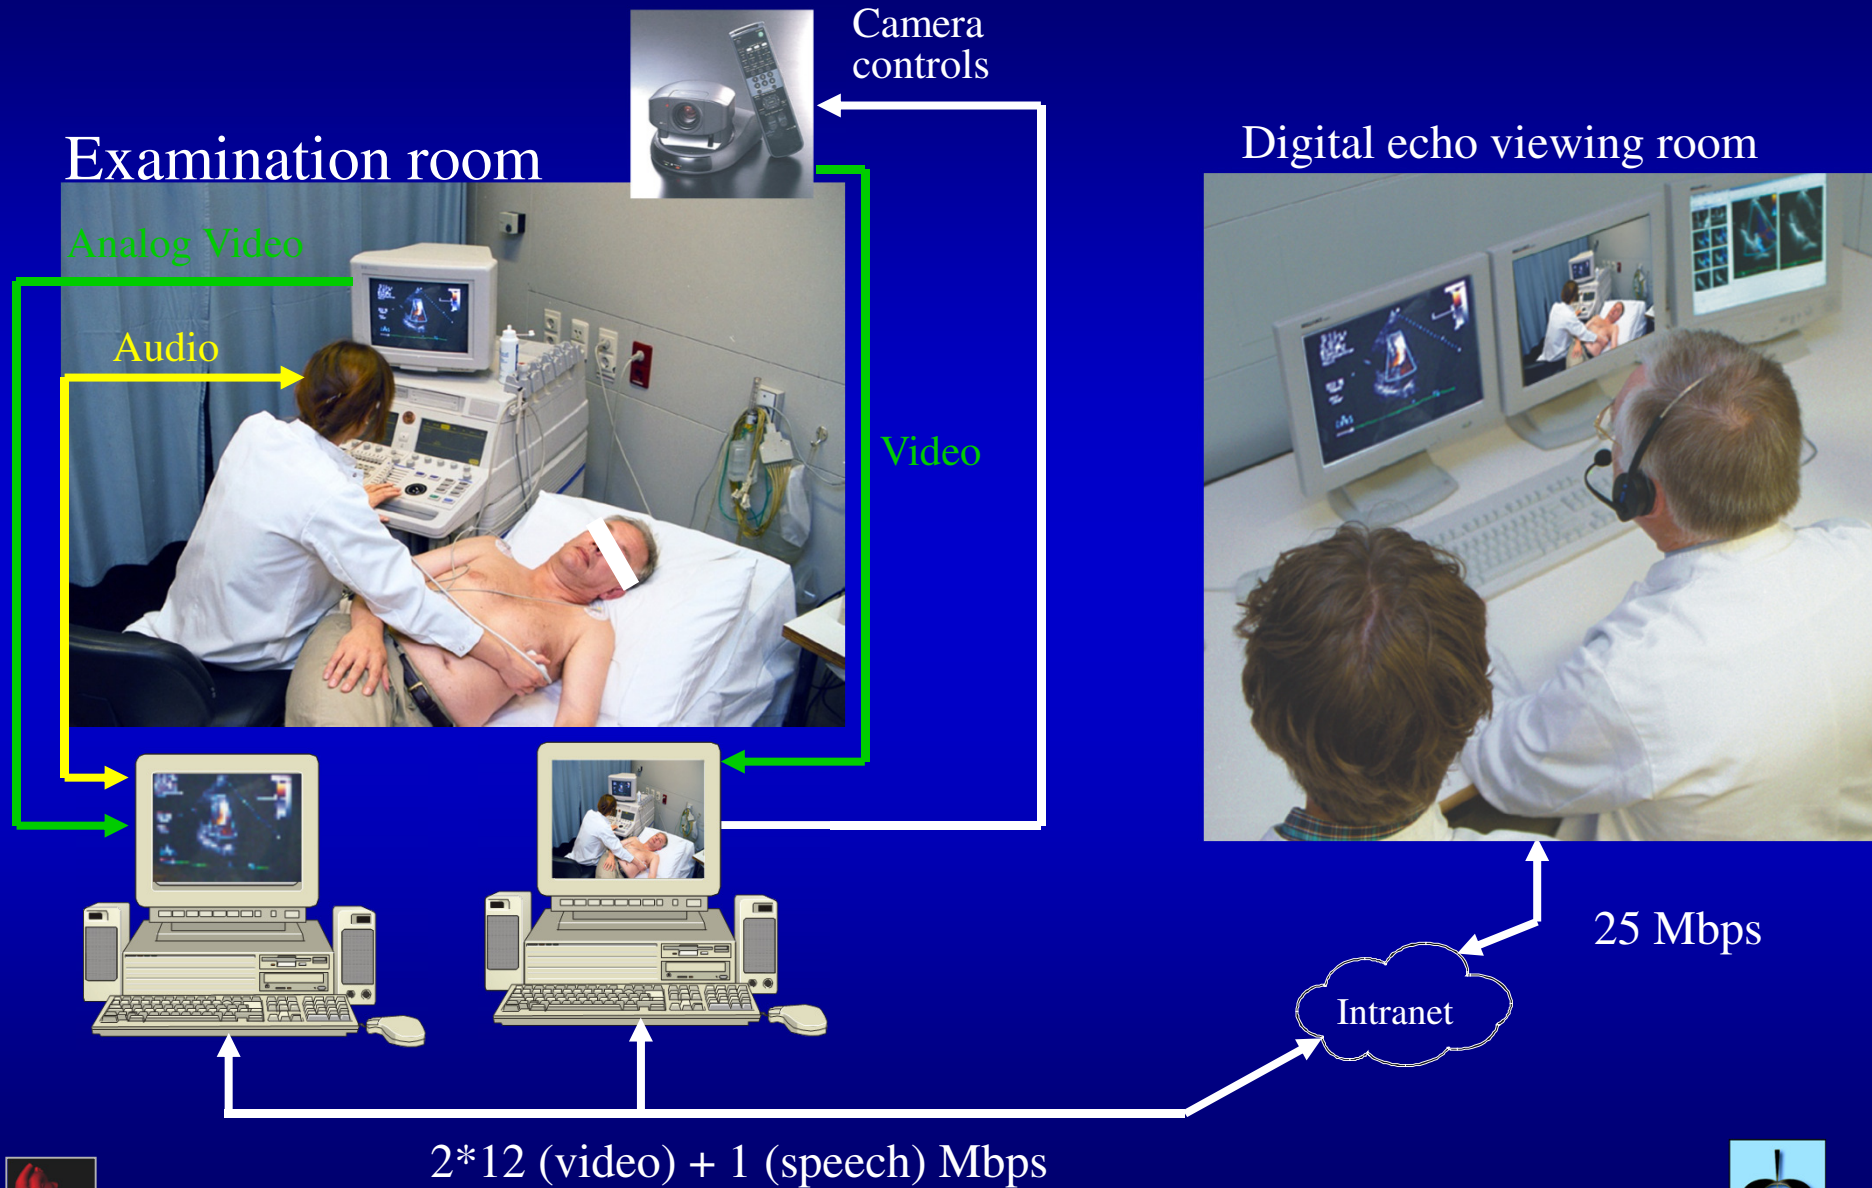 Camera
controls
Examination room
Digital echo viewing room
Analog Video
Audio
Video
25 Mbps
Intranet
2*12 (video) + 1 (speech) Mbps